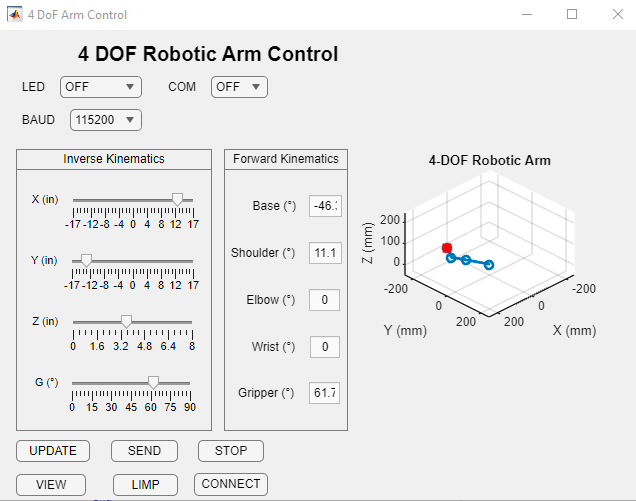 4 DoF Arm Control
4 DOF Robotic Arm Control
LED OFF COM OFF
BAUD 115200
Inverse Kinematics
X (in)
-17 -12 -8 -4 0 4 8 12 17
Y (in)
-17 -12 -8 -4 0 4 8 12 17
Z (in)
0 1.6 3.2 4.8 6.4 8
G (°)
0 15 30 45 60 75 90
Forward Kinematics
Base (°) -46.
Shoulder (°) 11.1
Elbow (°) 0
Wrist (°) 0
Gripper (°) 61.7
4-DOF Robotic Arm
Z (mm)
200
100
0
-200
0
200
Y (mm)
-200
0
200
X (mm)
UPDATE SEND STOP
VIEW LIMP CONNECT